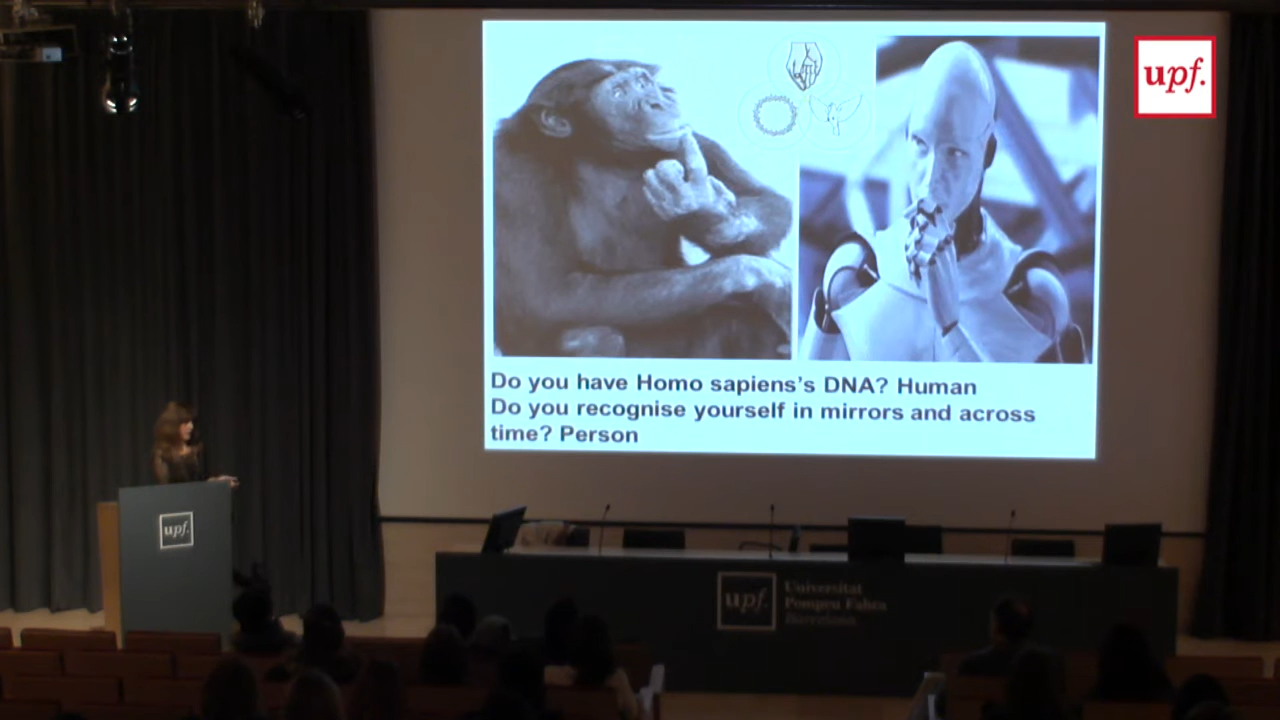 upf.
Do you have Homo sapiens's DNA? Human
Do you recognise yourself in mirrors and across
time? Person
upf.
upf.
Universitat
Pompeu Fabra
Barcelona